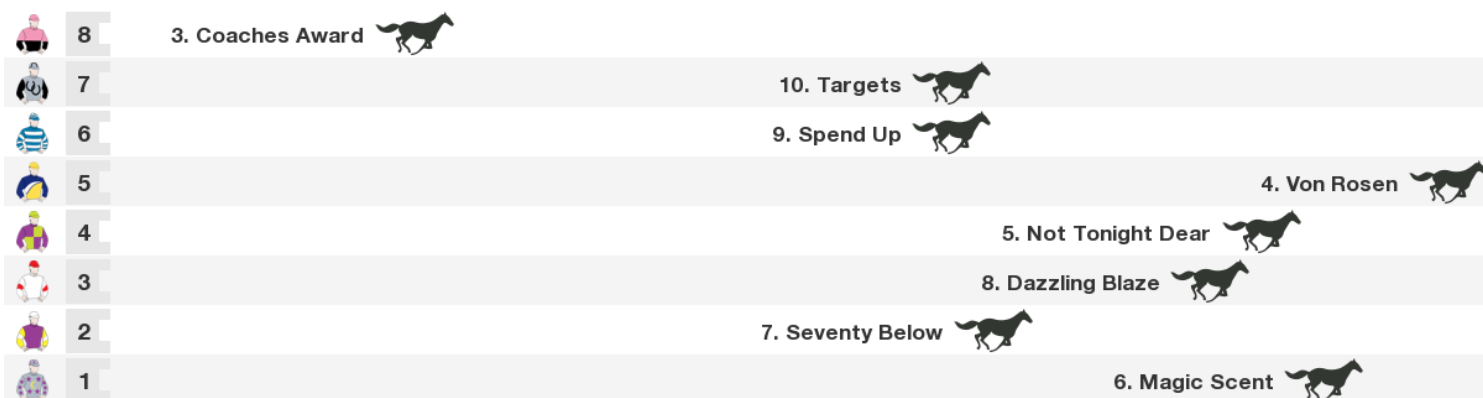 8 3. Coaches Award
7 10. Targets
6 9. Spend Up
5 4. Von Rosen
4 5. Not Tonight Dear
3 8. Dazzling Blaze
2 7. Seventy Below
1 6. Magic Scent